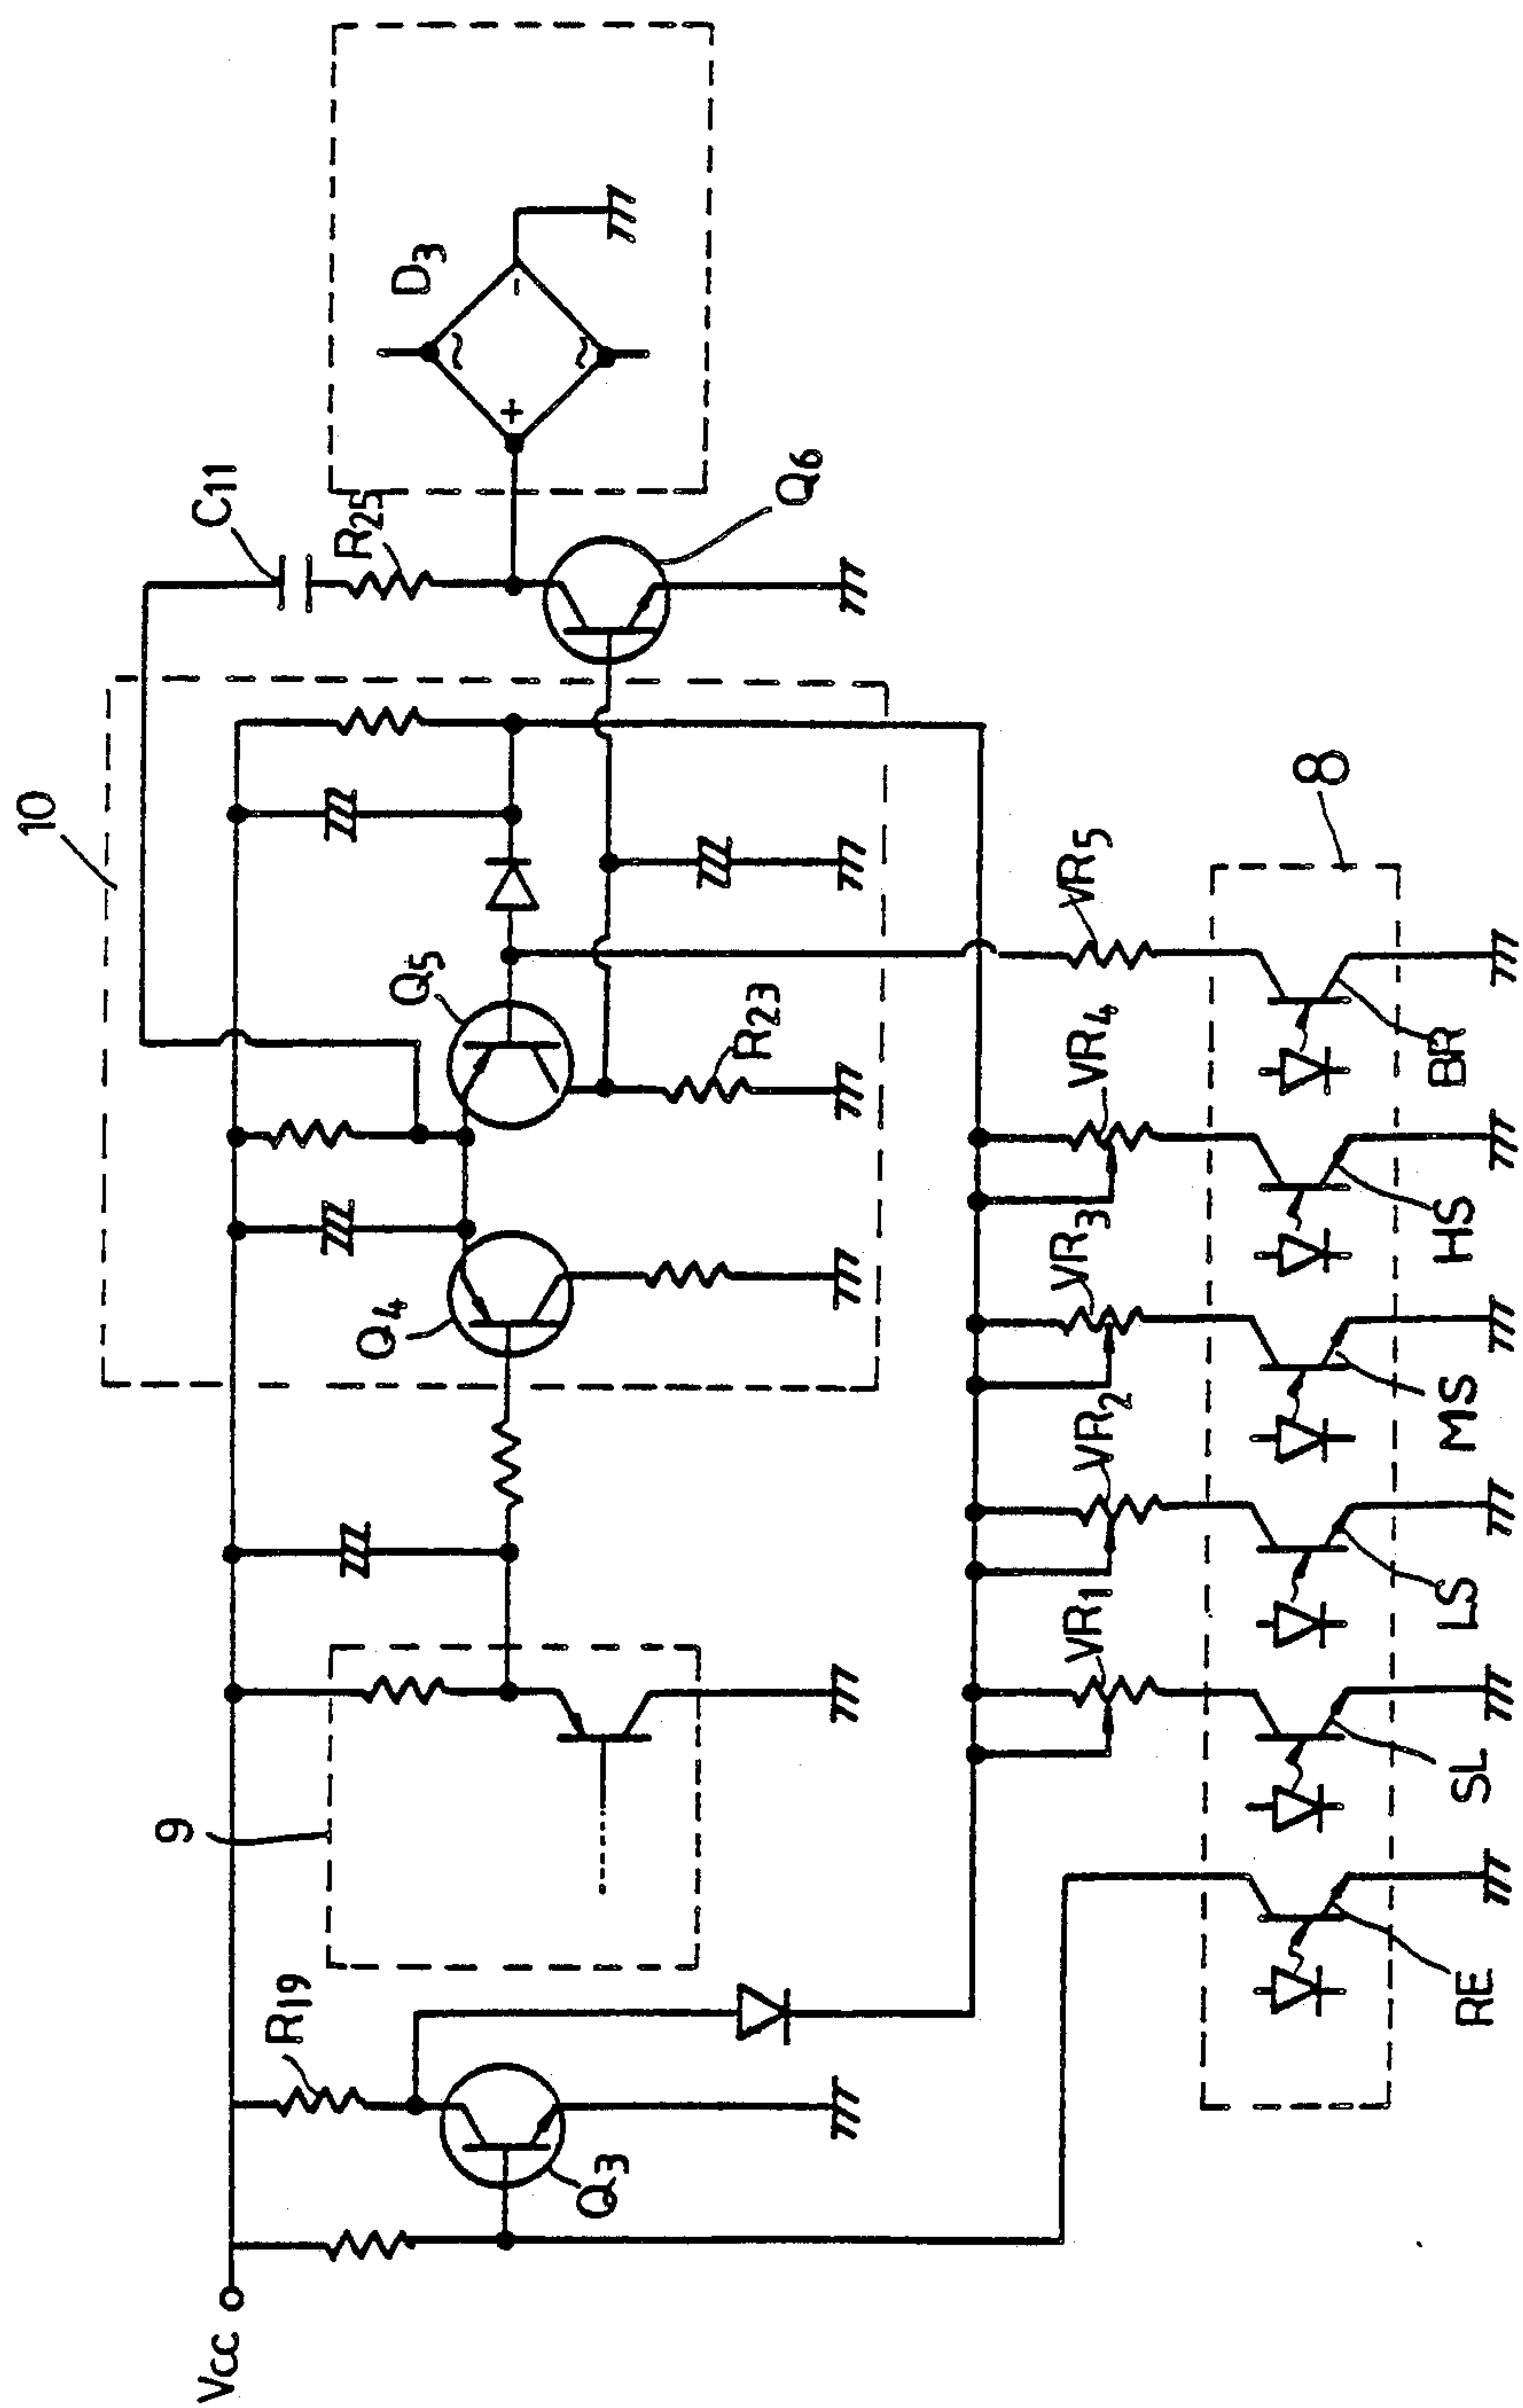 Vcc
R19
Q3
9
10
Q4
Q5
R23
C11
R25
Q6
D3
+
-
~
~
VR1
VR2
VR3
VR4
VR5
8
RE
SL
LS
MS
HS
BR